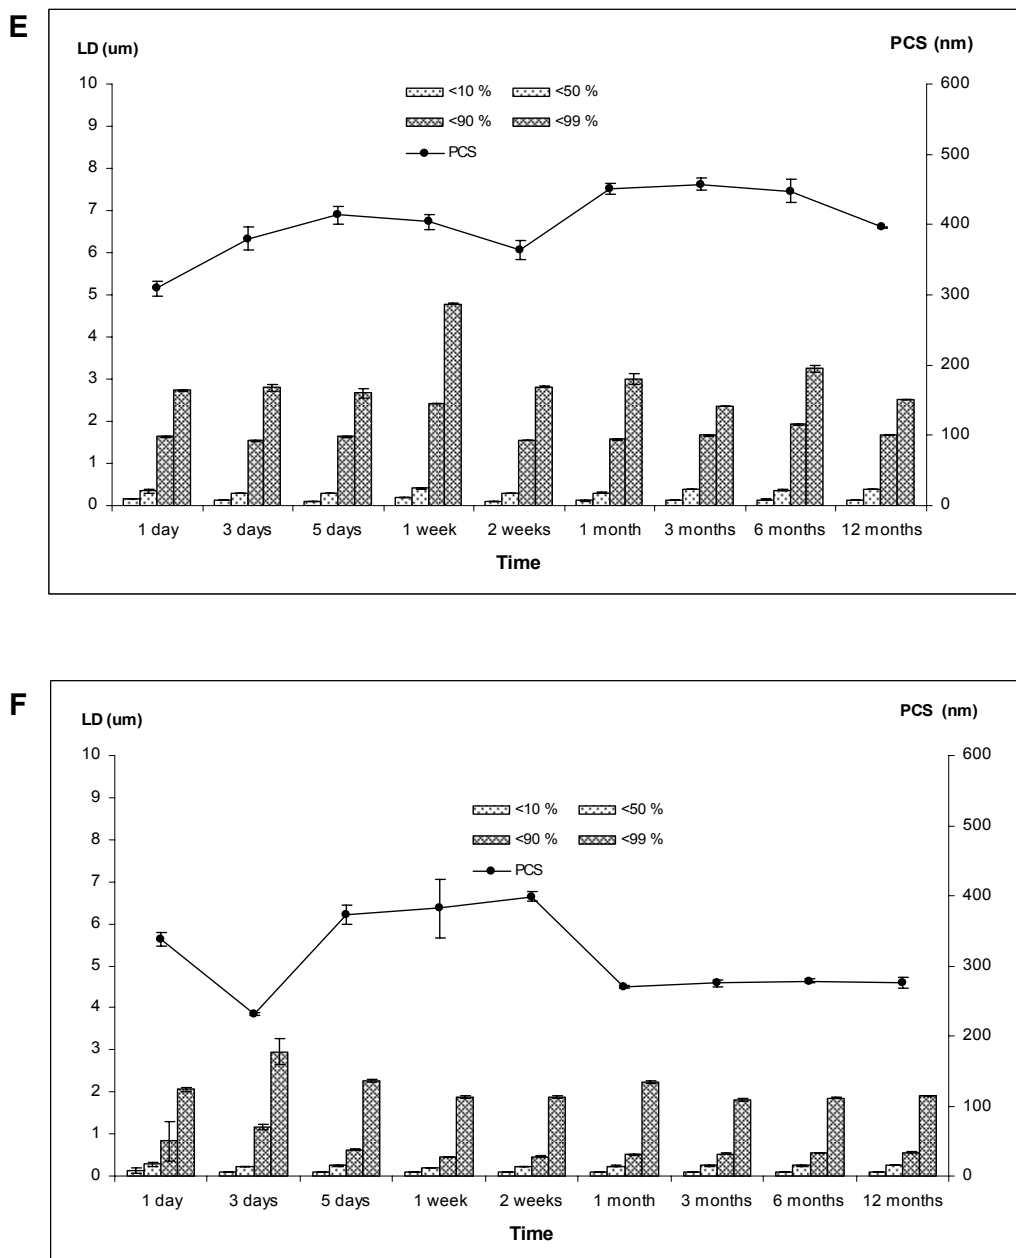 E
LD (um)
PCS (nm)
10
9
8
7
6
5
4
3
2
1
0
600
500
400
300
200
100
0
<10 %
<50 %
<90 %
<99 %
PCS
1 day
3 days
5 days
1 week
2 weeks
1 month
3 months
6 months
12 months
Time
F
LD (um)
PCS (nm)
10
9
8
7
6
5
4
3
2
1
0
600
500
400
300
200
100
0
<10 %
<50 %
<90 %
<99 %
PCS
1 day
3 days
5 days
1 week
2 weeks
1 month
3 months
6 months
12 months
Time